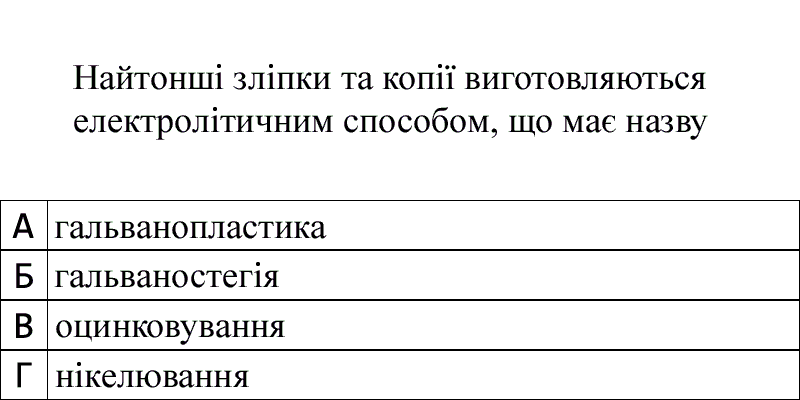 Найтонші зліпки та копії виготовляються
електролітичним способом, що має назву
А гальванопластика
Б гальваностегія
В оцинковування
Г нікелювання